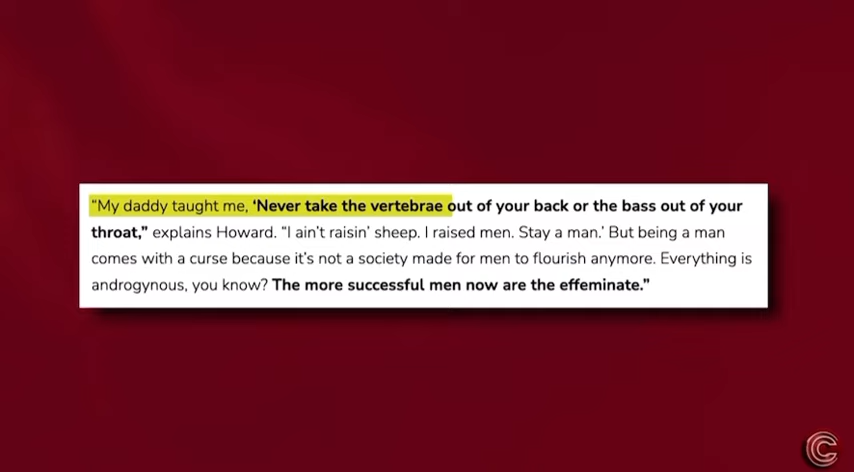 “My daddy taught me, ‘Never take the vertebrae out of your back or the bass out of your
throat,” explains Howard. “I ain’t raisin’ sheep. I raised men. Stay a man.’ But being a man
comes with a curse because it’s not a society made for men to flourish anymore. Everything is
androgynous, you know? The more successful men now are the effeminate.”